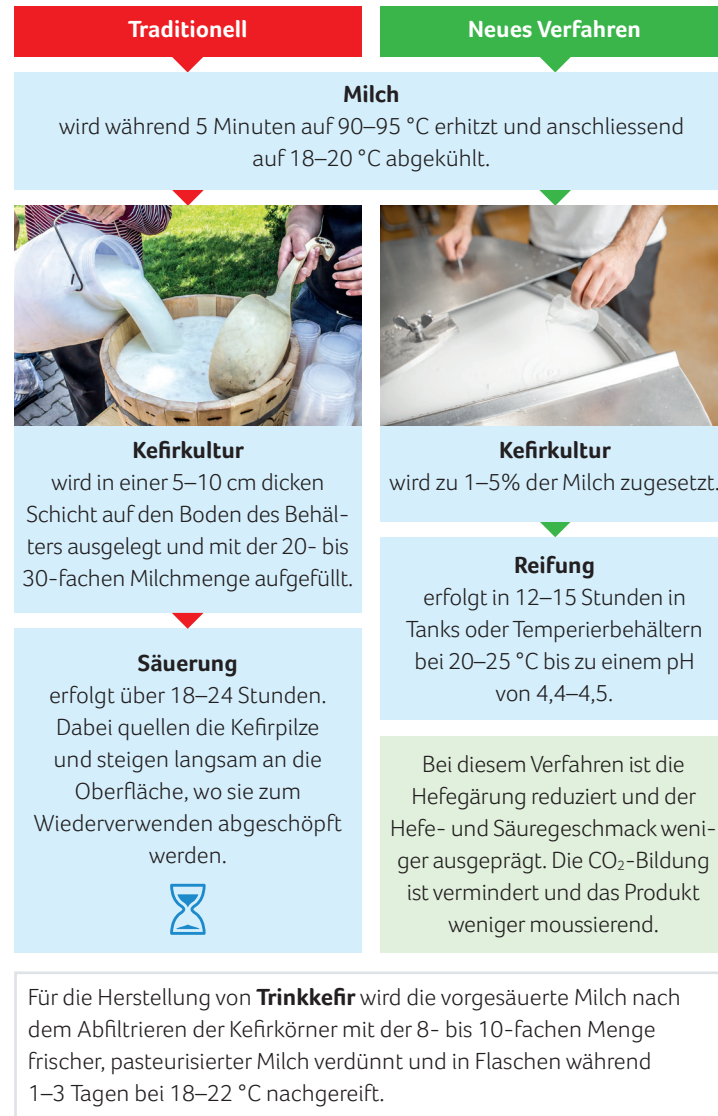 Traditionell
Neues Verfahren
Milch
wird während 5 Minuten auf 90–95 °C erhitzt und anschliessend
auf 18–20 °C abgekühlt.
Kefirkultur
wird in einer 5–10 cm dicken
Schicht auf den Boden des Behäl-
ters ausgelegt und mit der 20- bis
30-fachen Milchmenge aufgefüllt.
Säuerung
erfolgt über 18–24 Stunden.
Dabei quellen die Kefirpilze
und steigen langsam an die
Oberfläche, wo sie zum
Wiederverwenden abgeschöpft
werden.
Kefirkultur
wird zu 1–5% der Milch zugesetzt.
Reifung
erfolgt in 12–15 Stunden in
Tanks oder Temperierbehältern
bei 20–25 °C bis zu einem pH
von 4,4–4,5.
Bei diesem Verfahren ist die
Hefegärung reduziert und der
Hefe- und Säuregeschmack weni-
ger ausgeprägt. Die CO₂-Bildung
ist vermindert und das Produkt
weniger moussierend.
Für die Herstellung von Trinkkefir wird die vorgesäuerte Milch nach
dem Abfiltrieren der Kefirkörner mit der 8- bis 10-fachen Menge
frischer, pasteurisierter Milch verdünnt und in Flaschen während
1–3 Tagen bei 18–22 °C nachgereift.